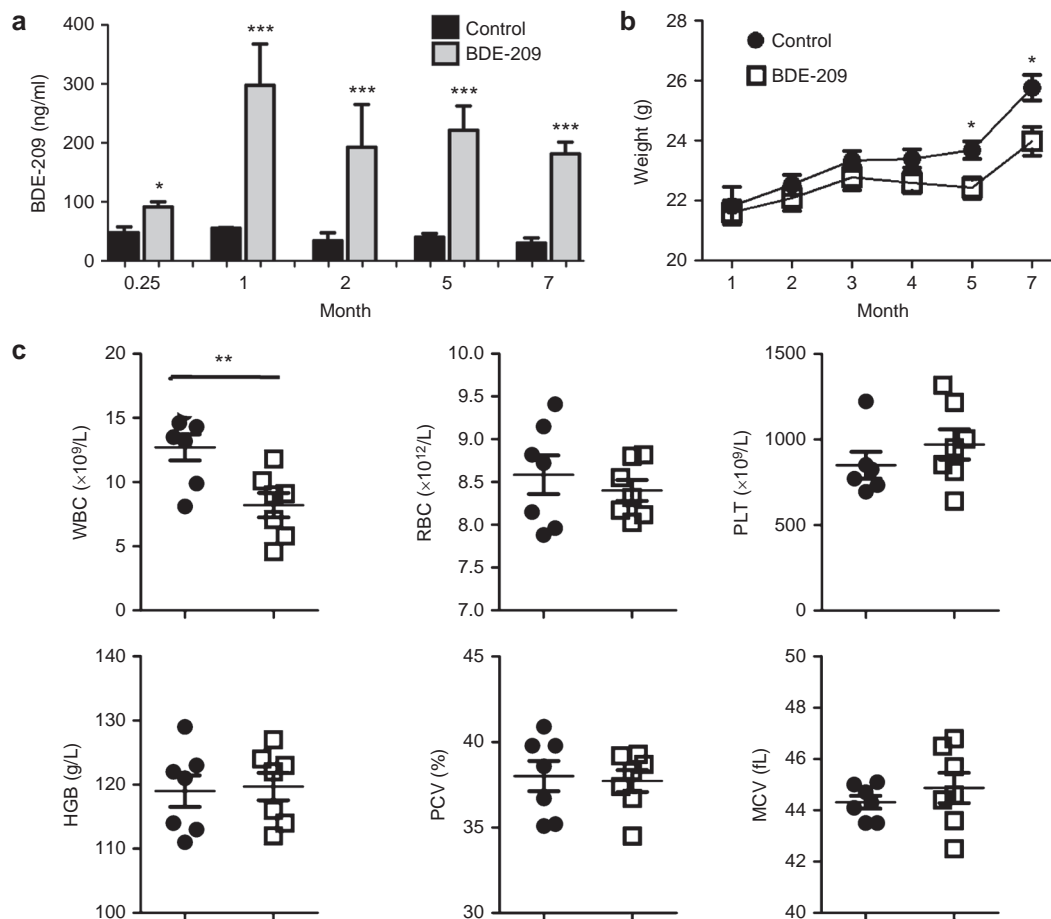 a
BDE-209 (ng/ml)
400
300
200
100
0
* *** *** *** ***
Control
BDE-209
0.25 1 2 5 7
Month
b
Weight (g)
28
26
24
22
20
Control
BDE-209
* *
1 2 3 4 5 7
Month
c
WBC (×10⁹/L)
20
15
10
5
0
**
RBC (×10¹²/L)
10.0
9.5
9.0
8.5
8.0
7.5
7.0
PLT (×10⁹/L)
1500
1000
500
0
HGB (g/L)
140
130
120
110
100
PCV (%)
45
40
35
30
MCV (fL)
50
48
46
44
42
40